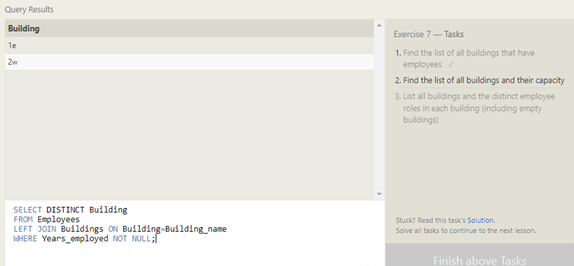 Query Results
Building
1e
2w
SELECT DISTINCT Building
FROM Employees
LEFT JOIN Buildings ON Building=Building_name
WHERE Years_employed NOT NULL;
Exercise 7 — Tasks
1. Find the list of all buildings that have
employees ✓
2. Find the list of all buildings and their capacity
3. List all buildings and the distinct employee
roles in each building (including empty
buildings)
Stuck? Read this task's Solution.
Solve all tasks to continue to the next lesson.
Finish above Tasks